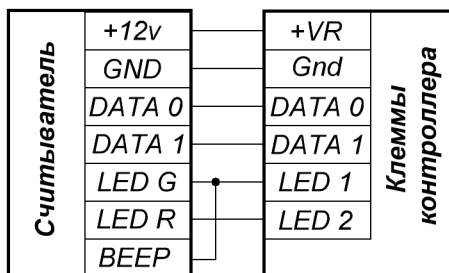 Считыватель
+12v
GND
DATA 0
DATA 1
LED G
LED R
BEEP
+VR
Gnd
DATA 0
DATA 1
LED 1
LED 2
Клеммы
контроллера